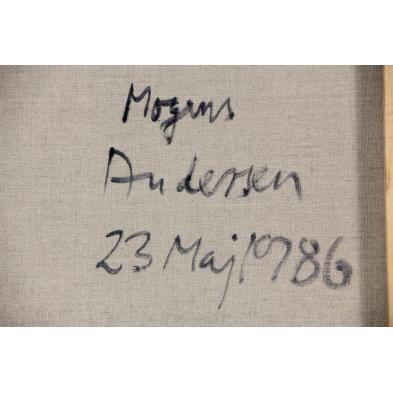 Mogens
Andersen
23 Maj 1986